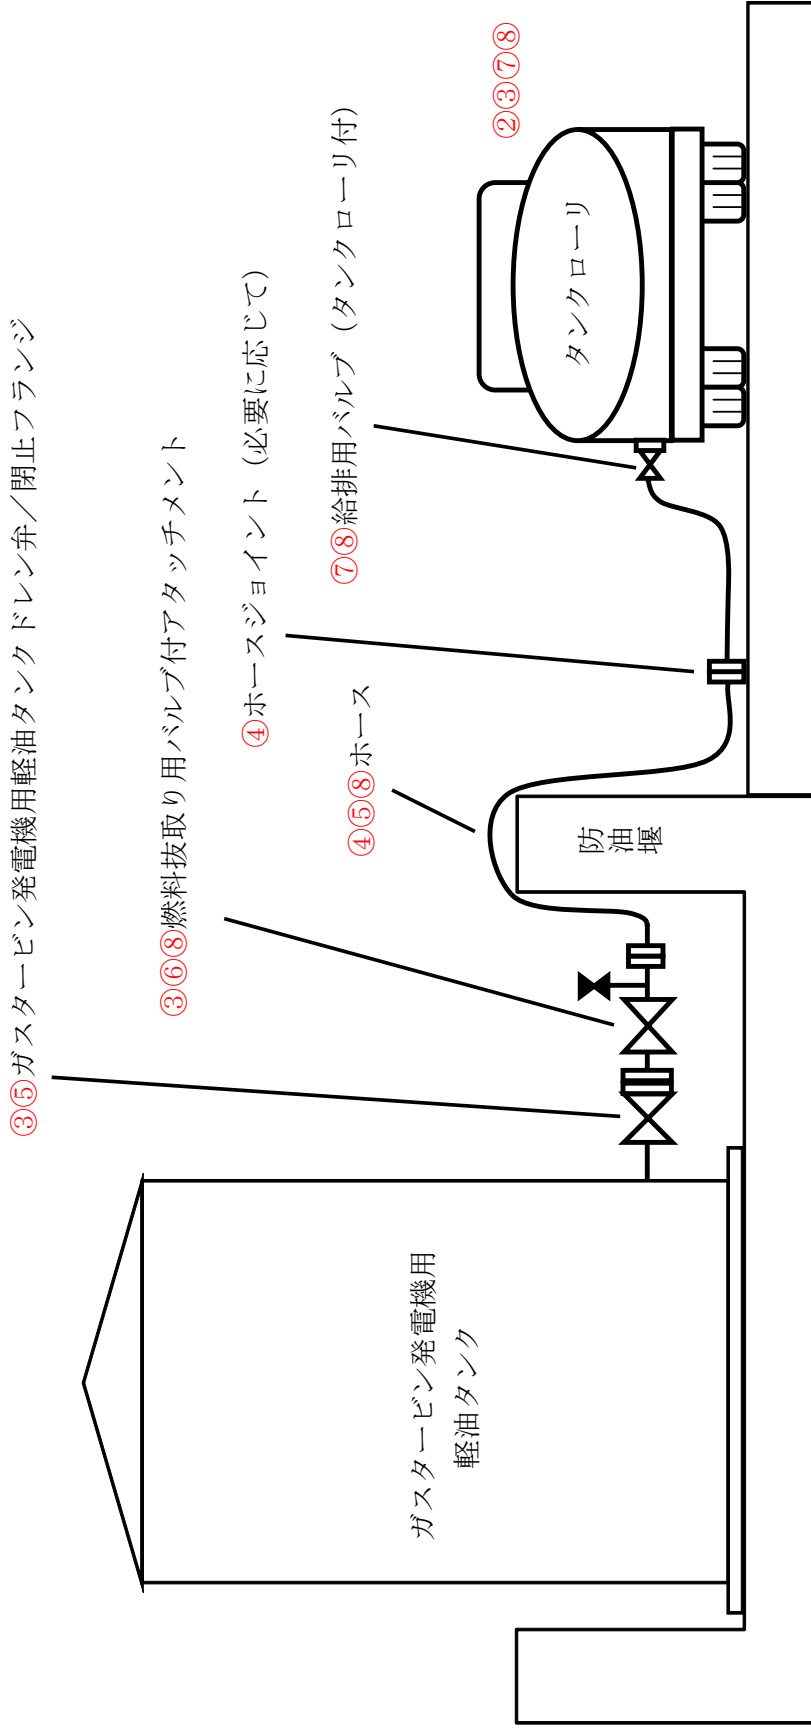 ③⑤ガスタービン発電機用軽油タンクドレン弁／閉止フランジ
③⑥⑧燃料抜取り用バルブ付アタッチメント
④ホースジョイント（必要に応じて）
⑦⑧給排用バルブ（タンクローリ付）
④⑤⑧ホース
②③⑦⑧
タンクローリ
防
油
堰
ガスタービン発電機用
軽油タンク